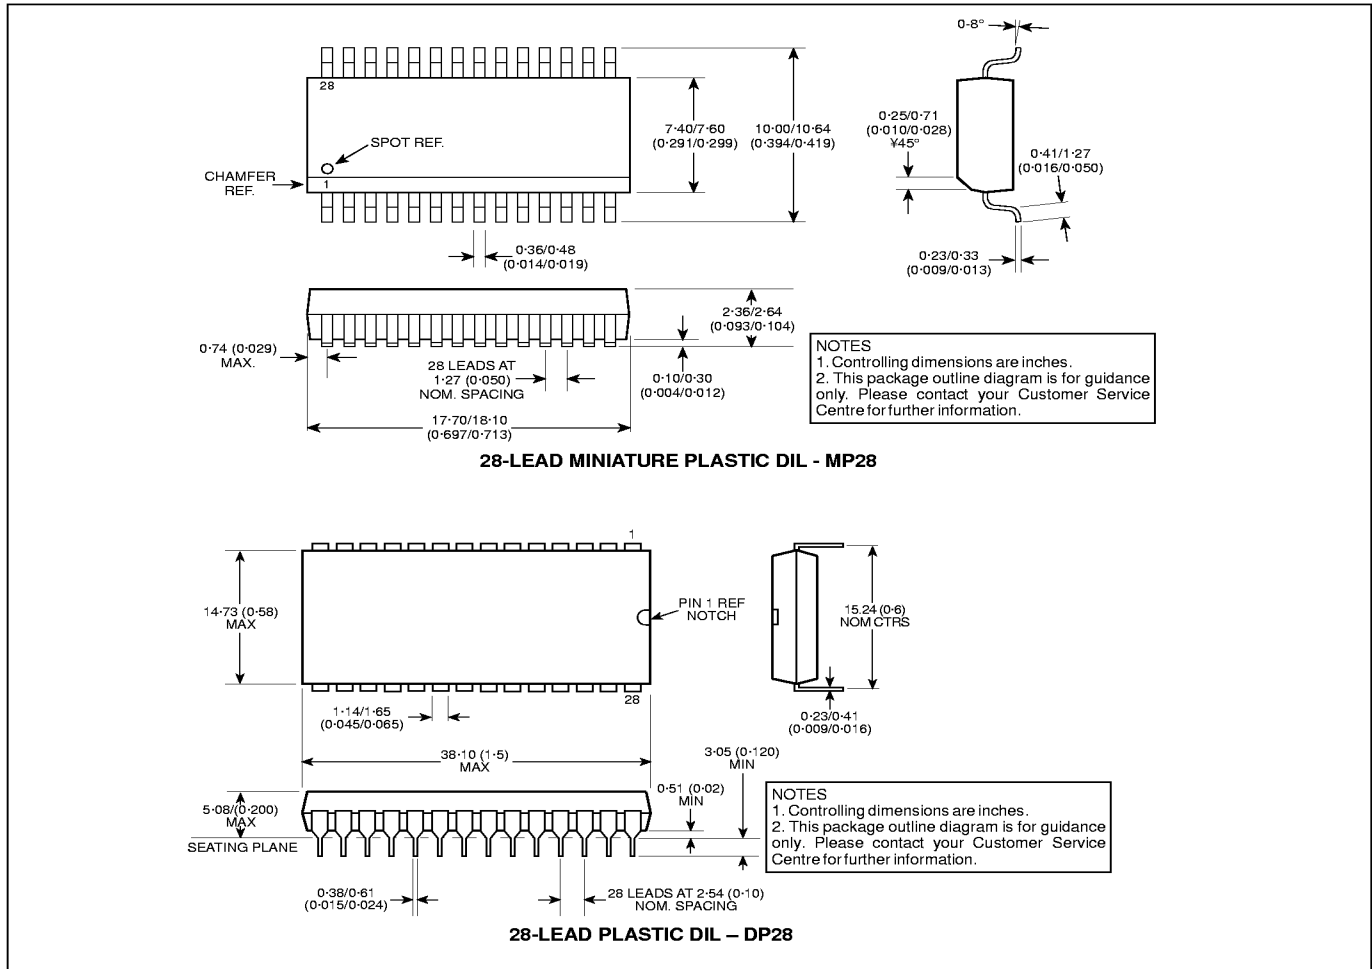 0-8°
28
SPOT REF.
CHAMFER
REF.
1
7·40/7·60
(0·291/0·299)
10·00/10·64
(0·394/0·419)
0·25/0·71
(0·010/0·028)
¥45°
0·41/1·27
(0·016/0·050)
0·36/0·48
(0·014/0·019)
0·23/0·33
(0·009/0·013)
2·36/2·64
(0·093/0·104)
0·74 (0·029)
MAX.
28 LEADS AT
1·27 (0·050)
NOM. SPACING
0·10/0·30
(0·004/0·012)
17·70/18·10
(0·697/0·713)
NOTES
1. Controlling dimensions are inches.
2. This package outline diagram is for guidance
only. Please contact your Customer Service
Centre for further information.
28-LEAD MINIATURE PLASTIC DIL - MP28
1
14·73 (0·58)
MAX
PIN 1 REF
NOTCH
15.24 (0·6)
NOM CTRS
28
1·14/1·65
(0·045/0·065)
0·23/0·41
(0·009/0·016)
38·10 (1·5)
MAX
3·05 (0·120)
MIN
0·51 (0·02)
MIN
5·08/(0·200)
MAX
SEATING PLANE
NOTES
1. Controlling dimensions are inches.
2. This package outline diagram is for guidance
only. Please contact your Customer Service
Centre for further information.
0·38/0·61
(0·015/0·024)
28 LEADS AT 2·54 (0·10)
NOM. SPACING
28-LEAD PLASTIC DIL – DP28